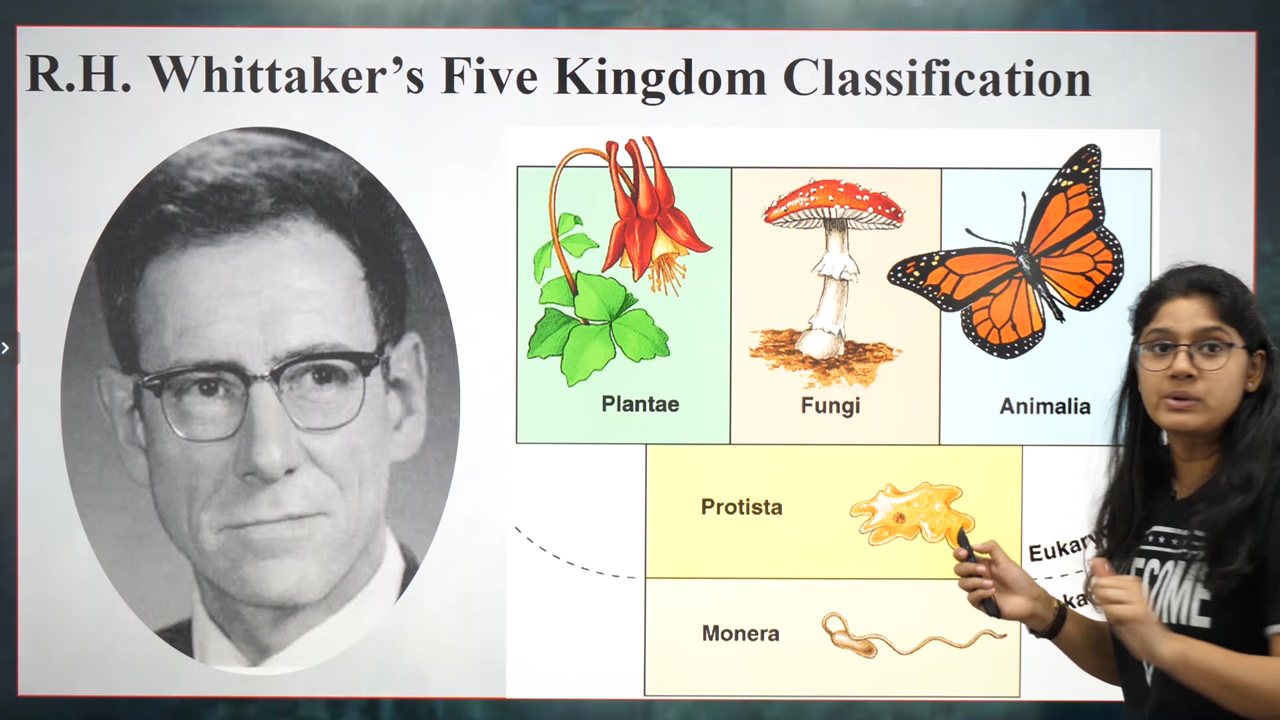 R.H. Whittaker's Five Kingdom Classification
Plantae
Fungi
Animalia
Protista
Monera